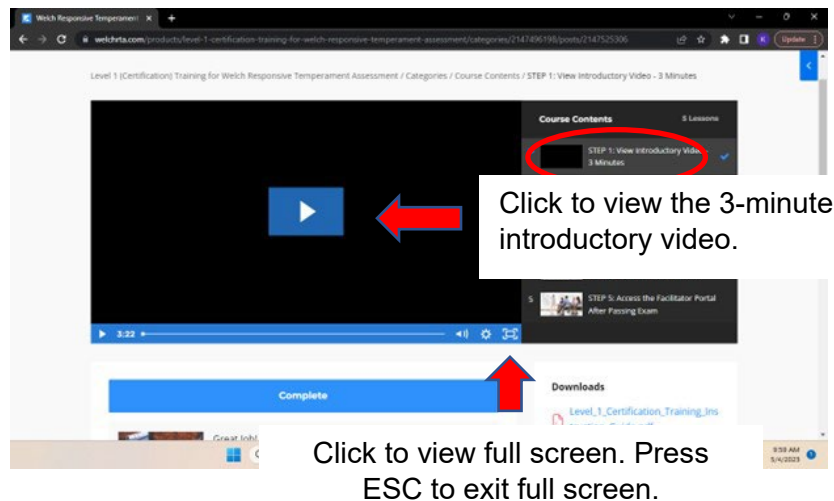 Welch Responsive Temperament
welchrta.com/products/level-1-certification-training-for-welch-responsive-temperament-assessment/categories/2147496198/posts/2147525306
K
Update
Level 1 (Certification) Training for Welch Responsive Temperament Assessment / Categories / Course Contents / STEP 1: View Introductory Video - 3 Minutes
Course Contents
5 Lessons
STEP 1: View Introductory Video -
3 Minutes
Click to view the 3-minute
introductory video.
5. STEP 5: Access the Facilitator Portal
After Passing Exam
3:22
Complete
Downloads
Level_1_Certification_Training_Ins
Great Job!
Click to view full screen. Press
ESC to exit full screen.
9:59 AM
5/4/2023